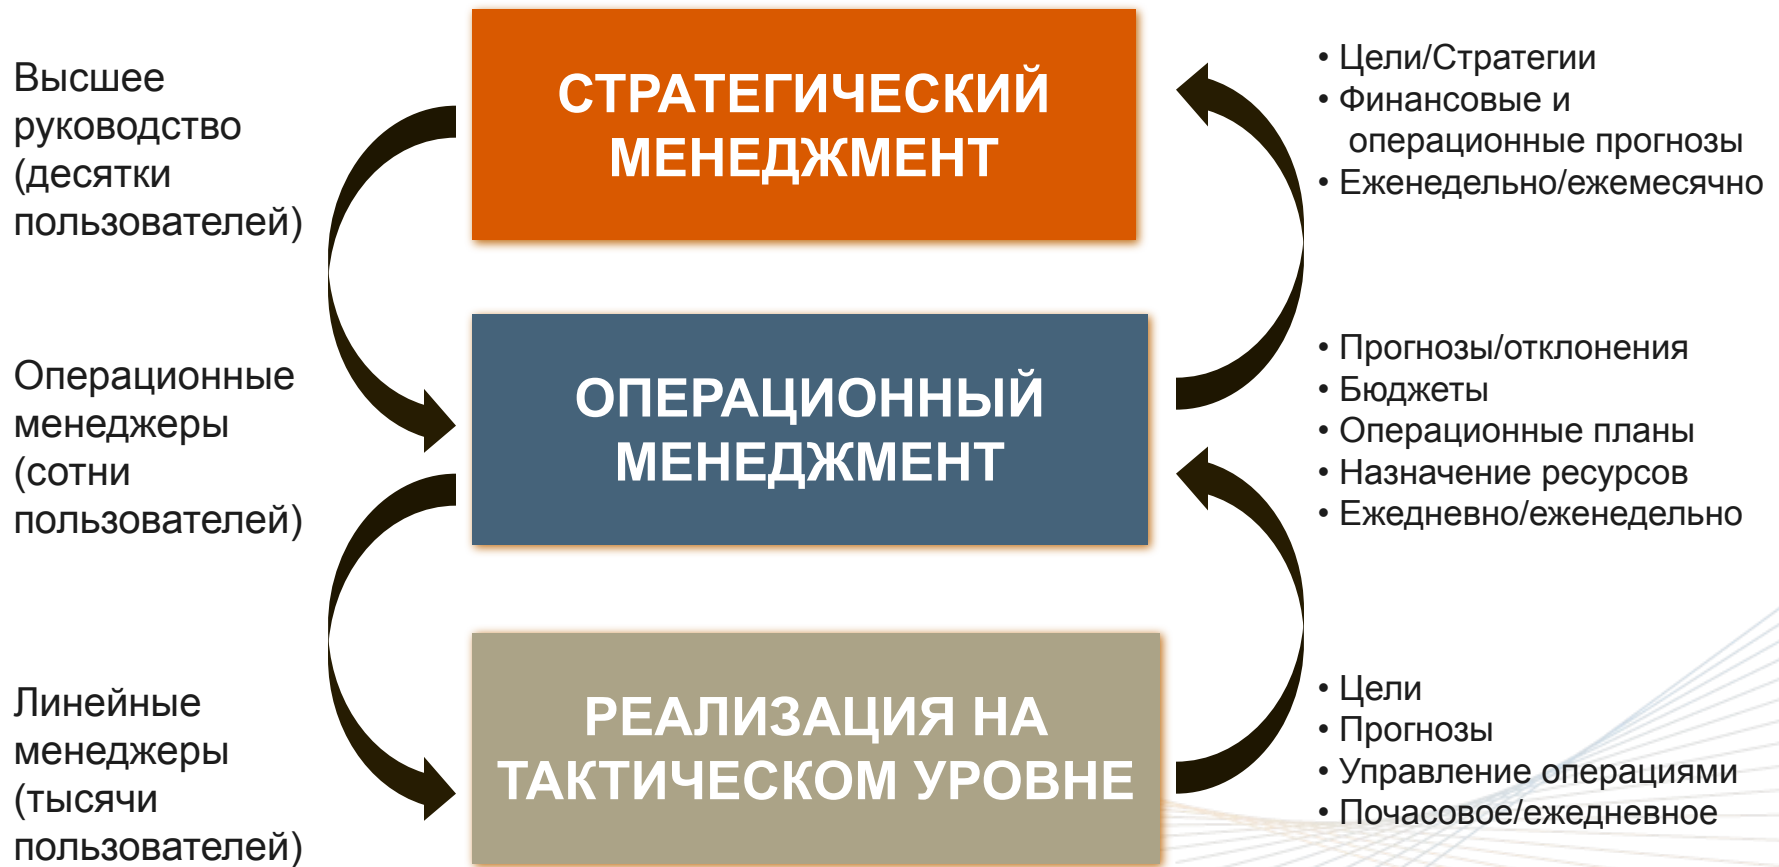 Высшее
руководство
(десятки
пользователей)
СТРАТЕГИЧЕСКИЙ
МЕНЕДЖМЕНТ
• Цели/Стратегии
• Финансовые и
операционные прогнозы
• Еженедельно/ежемесячно
Операционные
менеджеры
(сотни
пользователей)
ОПЕРАЦИОННЫЙ
МЕНЕДЖМЕНТ
• Прогнозы/отклонения
• Бюджеты
• Операционные планы
• Назначение ресурсов
• Ежедневно/еженедельно
Линейные
менеджеры
(тысячи
пользователей)
РЕАЛИЗАЦИЯ НА
ТАКТИЧЕСКОМ УРОВНЕ
• Цели
• Прогнозы
• Управление операциями
• Почасовое/ежедневное